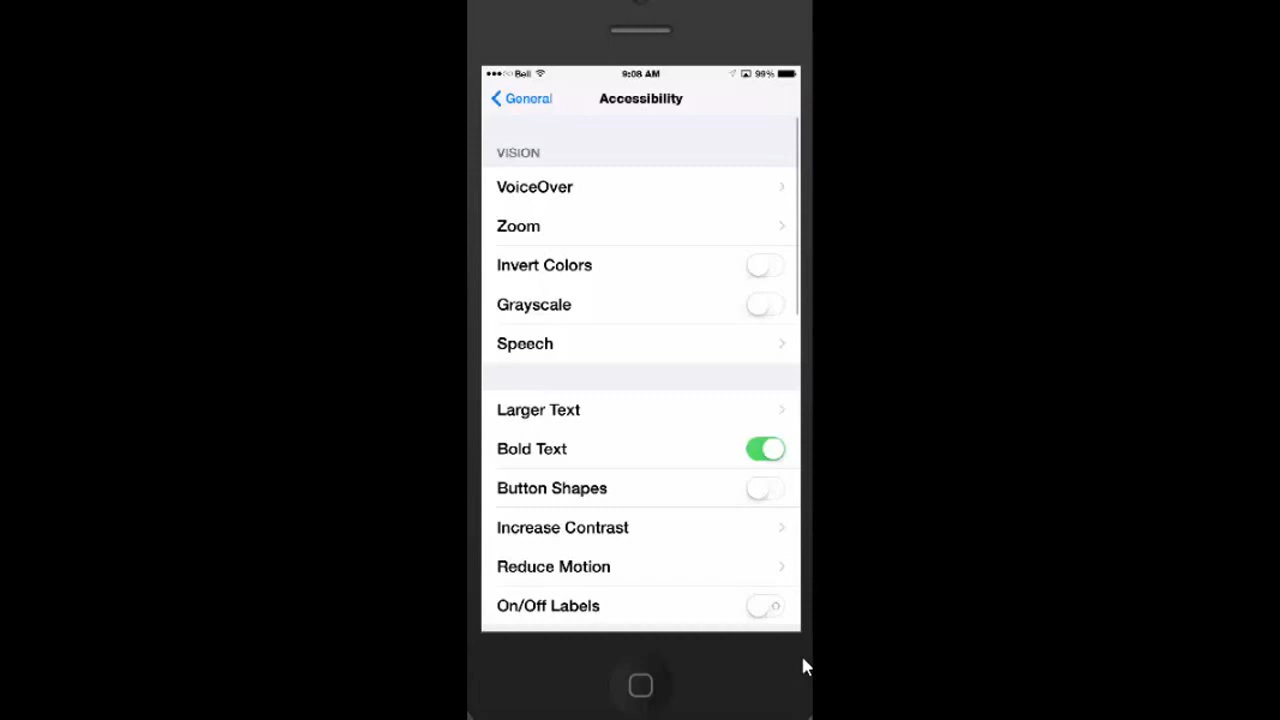 Bell 9:08 AM 99%
General Accessibility
VISION
VoiceOver
Zoom
Invert Colors
Grayscale
Speech
Larger Text
Bold Text
Button Shapes
Increase Contrast
Reduce Motion
On/Off Labels